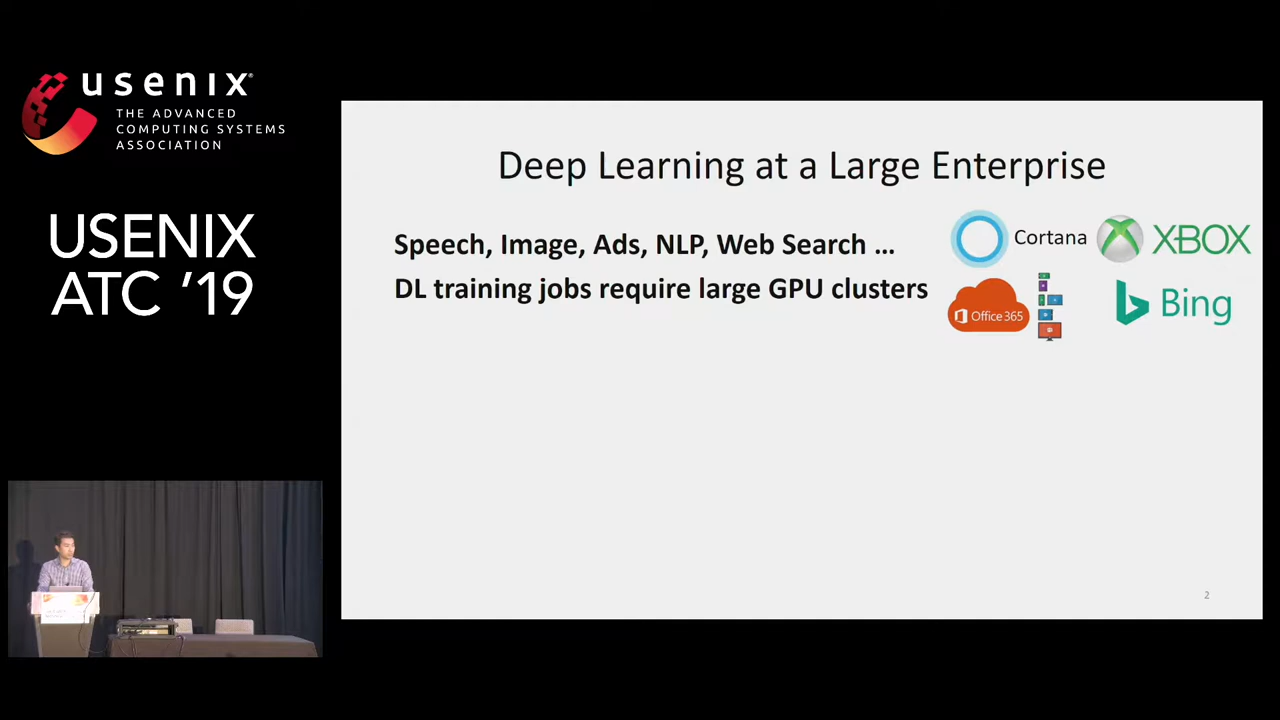 usenix®
THE ADVANCED
COMPUTING SYSTEMS
ASSOCIATION
USENIX
ATC ’19
Deep Learning at a Large Enterprise
Speech, Image, Ads, NLP, Web Search ...
DL training jobs require large GPU clusters
Cortana
XBOX
Office 365
Bing
2